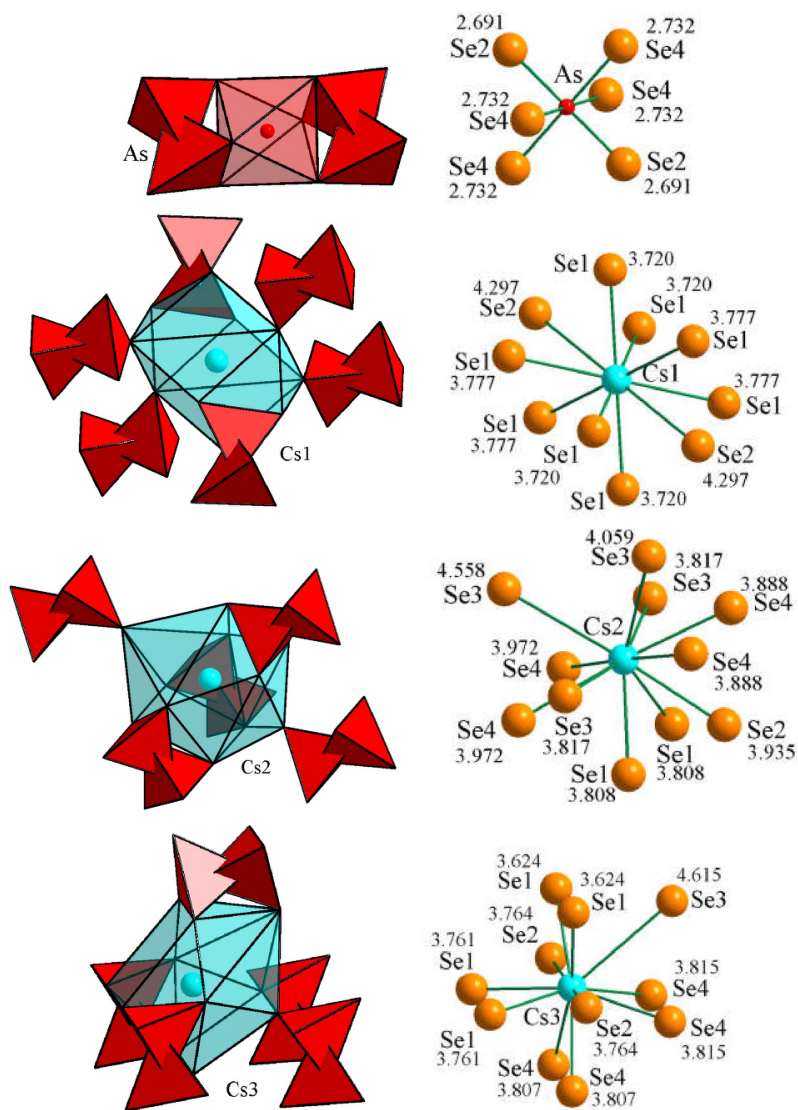 2.691
Se2
2.732
Se4
As
Se4
2.732
2.732
Se4
Se4
2.732
Se2
2.691
As
Se1
3.720
3.720
Se1
4.297
Se2
3.777
Se1
Se1
3.777
Cs1
3.777
Se1
Se1
3.777
Se1
3.720
Se2
4.297
Se1
3.720
Cs1
4.059
Se3
3.817
Se3
4.558
Se3
3.888
Se4
Cs2
3.972
Se4
Se4
3.888
Se4
3.972
Se3
3.817
Se1
3.808
Se2
3.935
Se1
3.808
Cs2
3.624
Se1
3.624
Se1
4.615
Se3
3.764
Se2
3.761
Se1
3.815
Se4
Cs3
Se1
3.761
Se2
3.764
Se4
3.815
Se4
3.807
Se4
3.807
Cs3